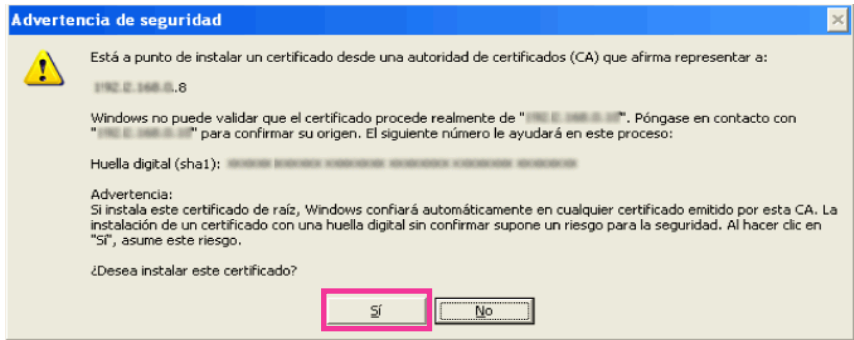 Advertencia de seguridad
Está a punto de instalar un certificado desde una autoridad de certificados (CA) que afirma representar a:
.8
Windows no puede validar que el certificado procede realmente de "". Póngase en contacto con
"" para confirmar su origen. El siguiente número le ayudará en este proceso:
Huella digital (sha1):
Advertencia:
Si instala este certificado de raíz, Windows confiará automáticamente en cualquier certificado emitido por esta CA. La
instalación de un certificado con una huella digital sin confirmar supone un riesgo para la seguridad. Al hacer clic en
"Sí", asume este riesgo.
¿Desea instalar este certificado?
Sí No